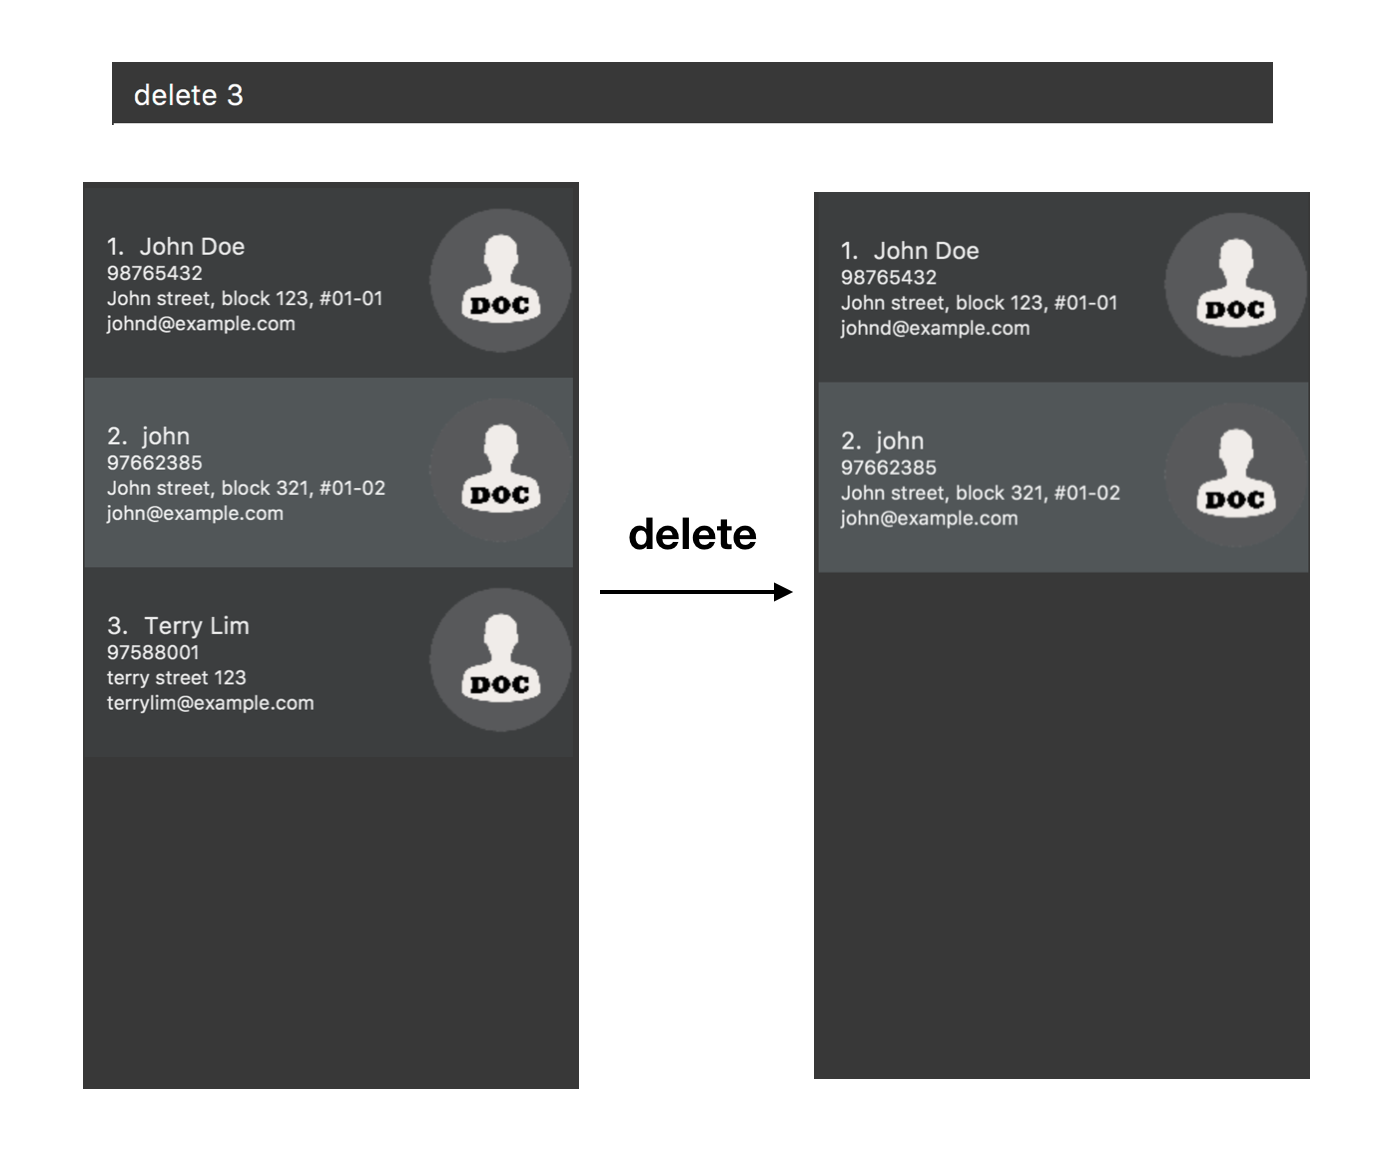 delete 3
1. John Doe
98765432
John street, block 123, #01-01
johnd@example.com
DOC
2. john
97662385
John street, block 321, #01-02
john@example.com
DOC
3. Terry Lim
97588001
terry street 123
terrylim@example.com
DOC
delete
1. John Doe
98765432
John street, block 123, #01-01
johnd@example.com
DOC
2. john
97662385
John street, block 321, #01-02
john@example.com
DOC